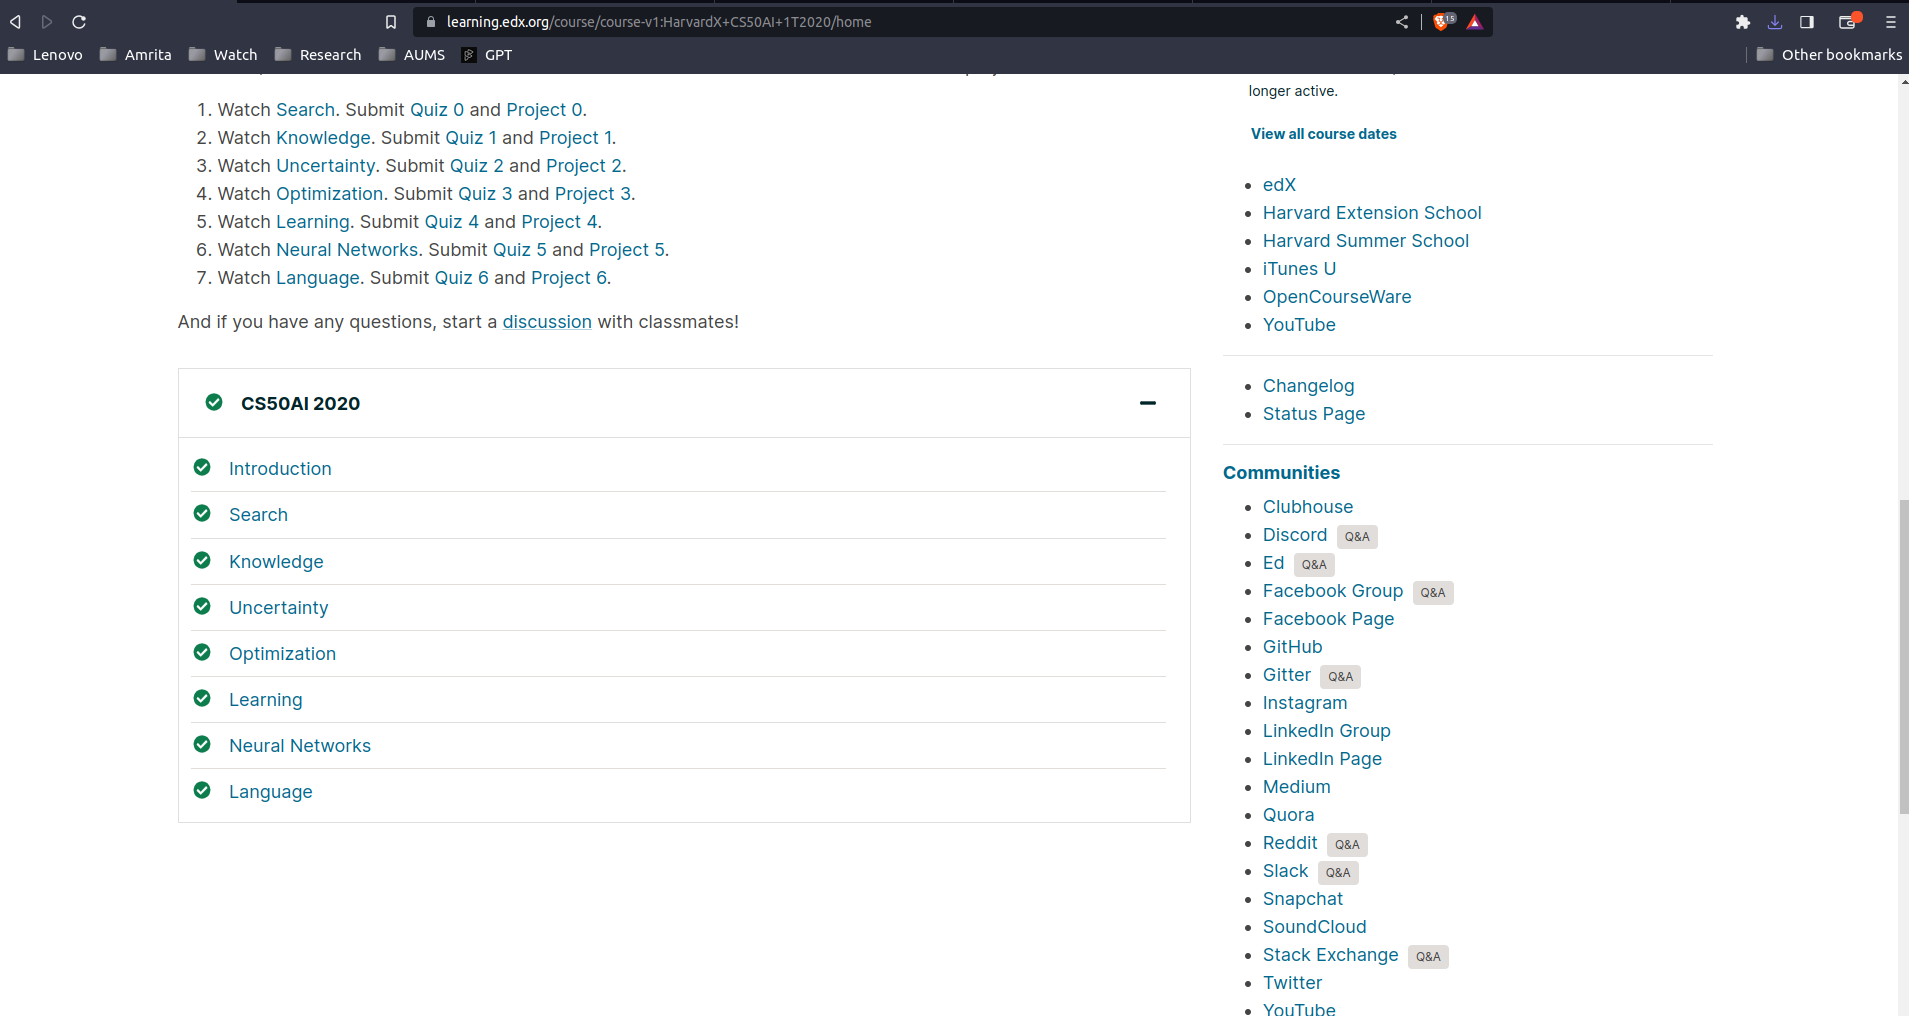 learning.edx.org/course/course-v1:HarvardX+CS50AI+1T2020/home
15
Lenovo
Amrita
Watch
Research
AUMS
GPT
Other bookmarks
1. Watch Search. Submit Quiz 0 and Project 0.
2. Watch Knowledge. Submit Quiz 1 and Project 1.
3. Watch Uncertainty. Submit Quiz 2 and Project 2.
4. Watch Optimization. Submit Quiz 3 and Project 3.
5. Watch Learning. Submit Quiz 4 and Project 4.
6. Watch Neural Networks. Submit Quiz 5 and Project 5.
7. Watch Language. Submit Quiz 6 and Project 6.
And if you have any questions, start a discussion with classmates!
CS50AI 2020
Introduction
Search
Knowledge
Uncertainty
Optimization
Learning
Neural Networks
Language
longer active.
View all course dates
edX
Harvard Extension School
Harvard Summer School
iTunes U
OpenCourseWare
YouTube
Changelog
Status Page
Communities
Clubhouse
Discord Q&A
Ed Q&A
Facebook Group Q&A
Facebook Page
GitHub
Gitter Q&A
Instagram
LinkedIn Group
LinkedIn Page
Medium
Quora
Reddit Q&A
Slack Q&A
Snapchat
SoundCloud
Stack Exchange Q&A
Twitter
YouTube